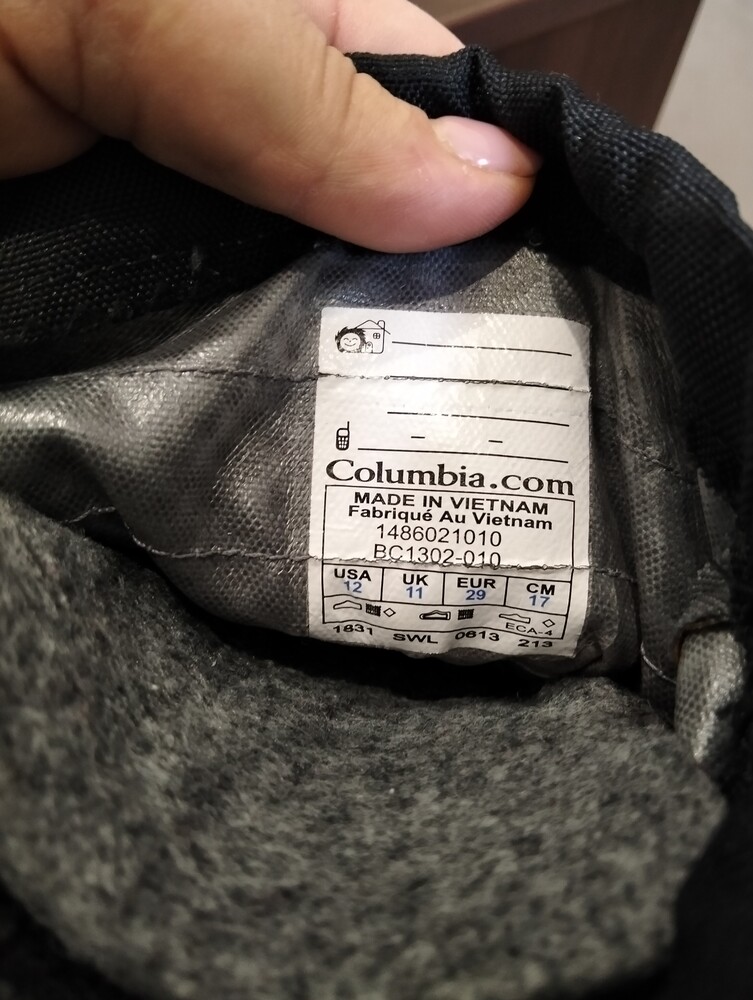 Columbia.com
MADE IN VIETNAM
Fabriqué Au Vietnam
1486021010
BC1302-010
USA UK EUR CM
12 11 29 17
ECA-4
1831 SWL 0613 213